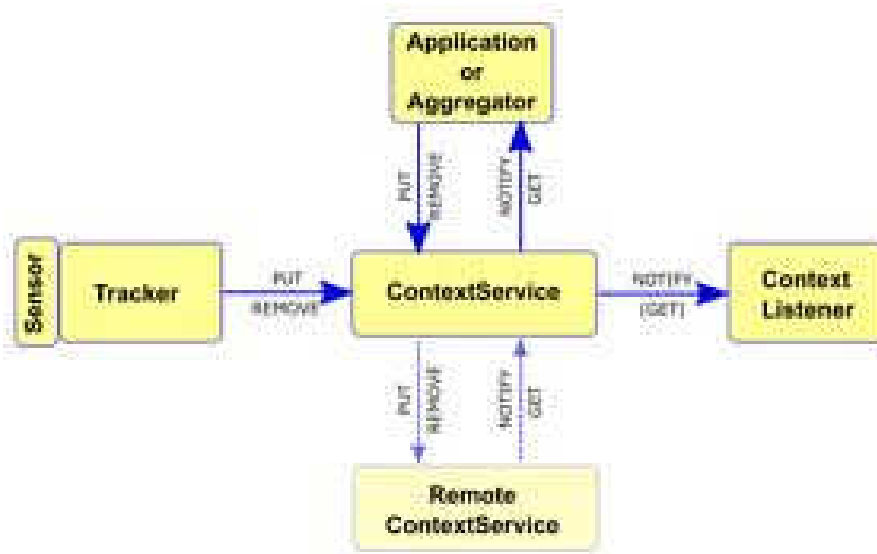 Application
or
Aggregator
PUT
REMOVE
NOTIFY
GET
Sensor
Tracker
PUT
REMOVE
ContextService
NOTIFY
(GET)
Context
Listener
PUT
REMOVE
NOTIFY
GET
Remote
ContextService